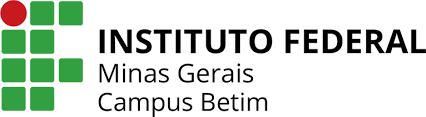 INSTITUTO FEDERAL
Minas Gerais
Campus Betim